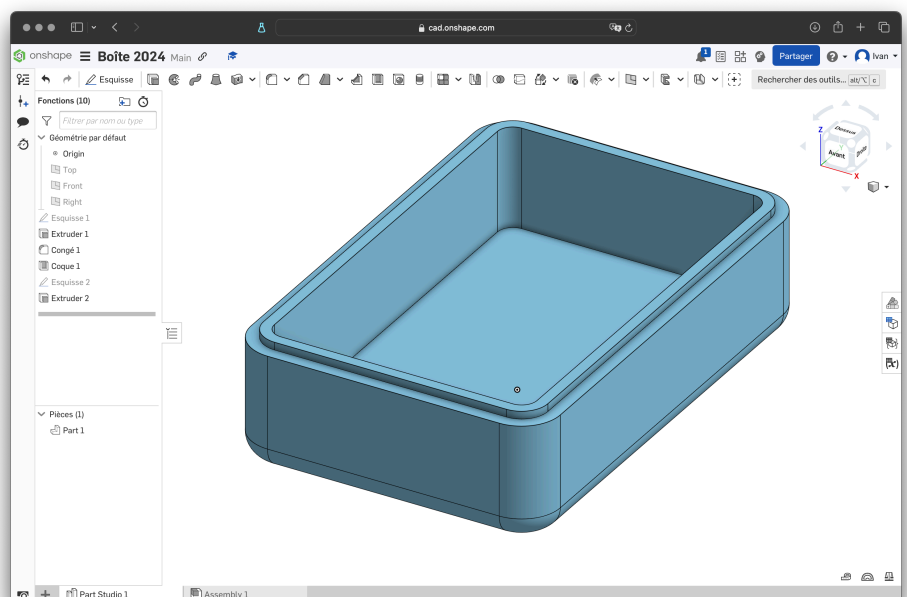 cad.onshape.com
onshape Boîte 2024 Main
1 Partager Ivan
Esquisse
Rechercher des outils... alt/⌥ c
Fonctions (10)
Filtrer par nom ou type
Géométrie par défaut
Origin
Top
Front
Right
Esquisse 1
Extruder 1
Congé 1
Coque 1
Esquisse 2
Extruder 2
Pièces (1)
Part 1
Z
Dessus
Avant
Droite
X
(x)
Part Studio 1
Assembly 1